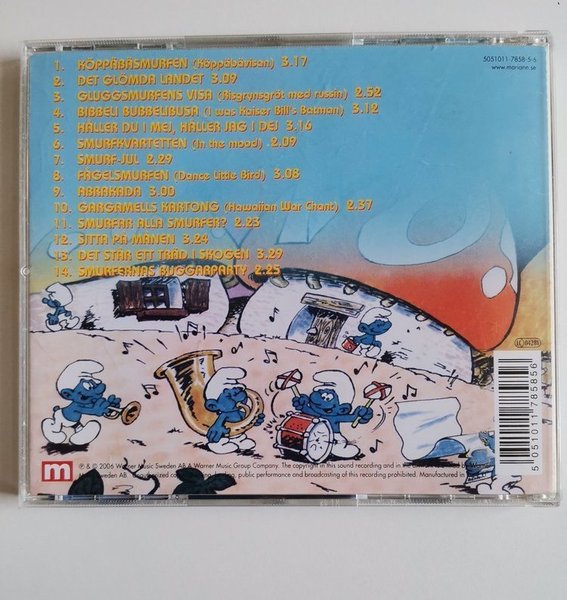 5051011-7858-5-6
www.mariann.se
1. KÖPPÄBÄSMURFEN (Köppäbävisan) 3.17
2. DET GLÖMDA LANDET 3.09
3. GLUGGSMURFENS VISA (Risgrynsgröt med russin) 2.52
4. BIBBELI BUBBELIBUSA (I was Kaiser Bill's Batman) 3.12
5. HÅLLER DU I MEJ, HÅLLER JAG I DEJ 3.16
6. SMURFKVARTETTEN (In the mood) .2.09
7. SMURF-JUL 2.29
8. FÅGELSMURFEN (Dance Little Bird) 3.08
9. ABRAKADA 3.00
10. GARGAMELLS KARTONG (Hawaiian War Chant) 2.37
11. SMURFAR ALLA SMURFER? 2.23
12. SITTA PÅ MÅNEN 3.24
13. DET STÅR ETT TRÄD I SKOGEN 3.29
14. SMURFERNAS BUGGARPARTY 2.25
LC 04281
5 051011 785856
m
℗ & © 2006 Warner Music Sweden AB. A Warner Music Group Company. The copyright in this sound recording and in the
Sweden AB. public performance and broadcasting of this recording prohibited. Manufactured in